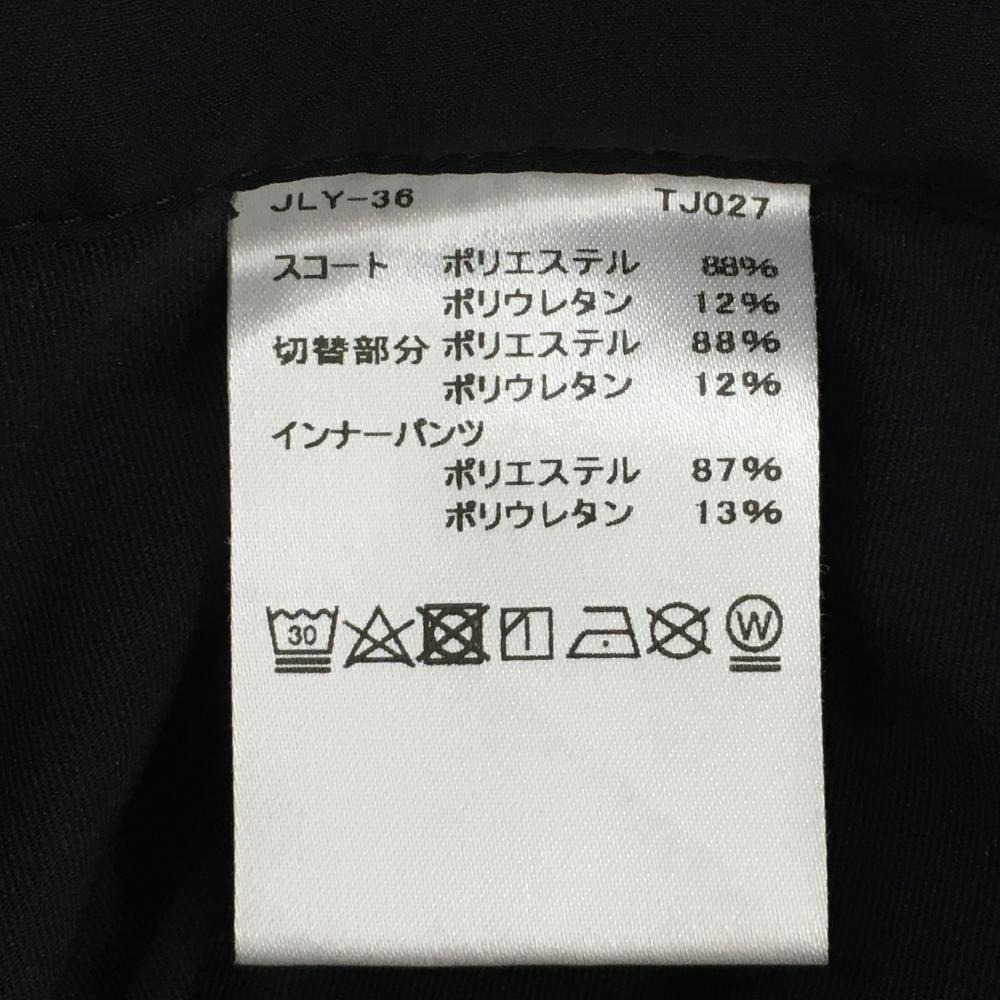 JLY-36 TJ027
スコート ポリエステル 88%
ポリウレタン 12%
切替部分 ポリエステル 88%
ポリウレタン 12%
インナーパンツ
ポリエステル 87%
ポリウレタン 13%
30 W